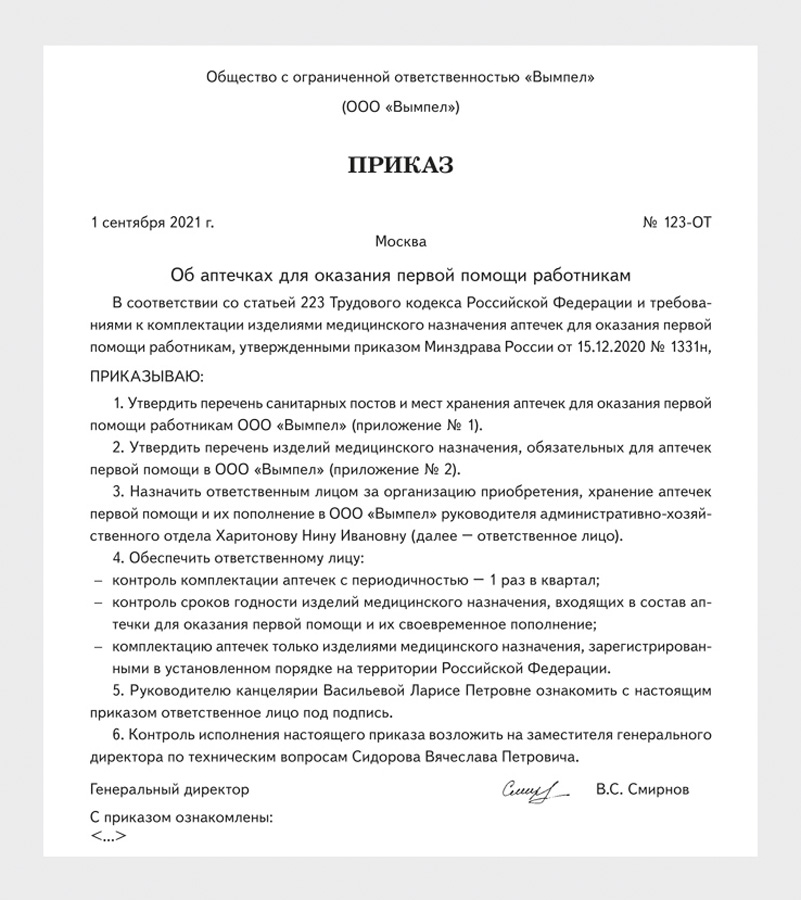 Общество с ограниченной ответственностью «Вымпел»
(ООО «Вымпел»)
ПРИКАЗ
1 сентября 2021 г. № 123-ОТ
Москва
Об аптечках для оказания первой помощи работникам
В соответствии со статьей 223 Трудового кодекса Российской Федерации и требова-
ниями к комплектации изделиями медицинского назначения аптечек для оказания первой
помощи работникам, утвержденными приказом Минздрава России от 15.12.2020 № 1331н,
ПРИКАЗЫВАЮ:
1. Утвердить перечень санитарных постов и мест хранения аптечек для оказания первой
помощи работникам ООО «Вымпел» (приложение № 1).
2. Утвердить перечень изделий медицинского назначения, обязательных для аптечек
первой помощи в ООО «Вымпел» (приложение № 2).
3. Назначить ответственным лицом за организацию приобретения, хранение аптечек
первой помощи и их пополнение в ООО «Вымпел» руководителя административно-хозяй-
ственного отдела Харитонову Нину Ивановну (далее — ответственное лицо).
4. Обеспечить ответственному лицу:
– контроль комплектации аптечек с периодичностью — 1 раз в квартал;
– контроль сроков годности изделий медицинского назначения, входящих в состав ап-
течки для оказания первой помощи и их своевременное пополнение;
– комплектацию аптечек только изделиями медицинского назначения, зарегистрирован-
ными в установленном порядке на территории Российской Федерации.
5. Руководителю канцелярии Васильевой Ларисе Петровне ознакомить с настоящим
приказом ответственное лицо под подпись.
6. Контроль исполнения настоящего приказа возложить на заместителя генерального
директора по техническим вопросам Сидорова Вячеслава Петровича.
Генеральный директор В.С. Смирнов
С приказом ознакомлены:
<...>